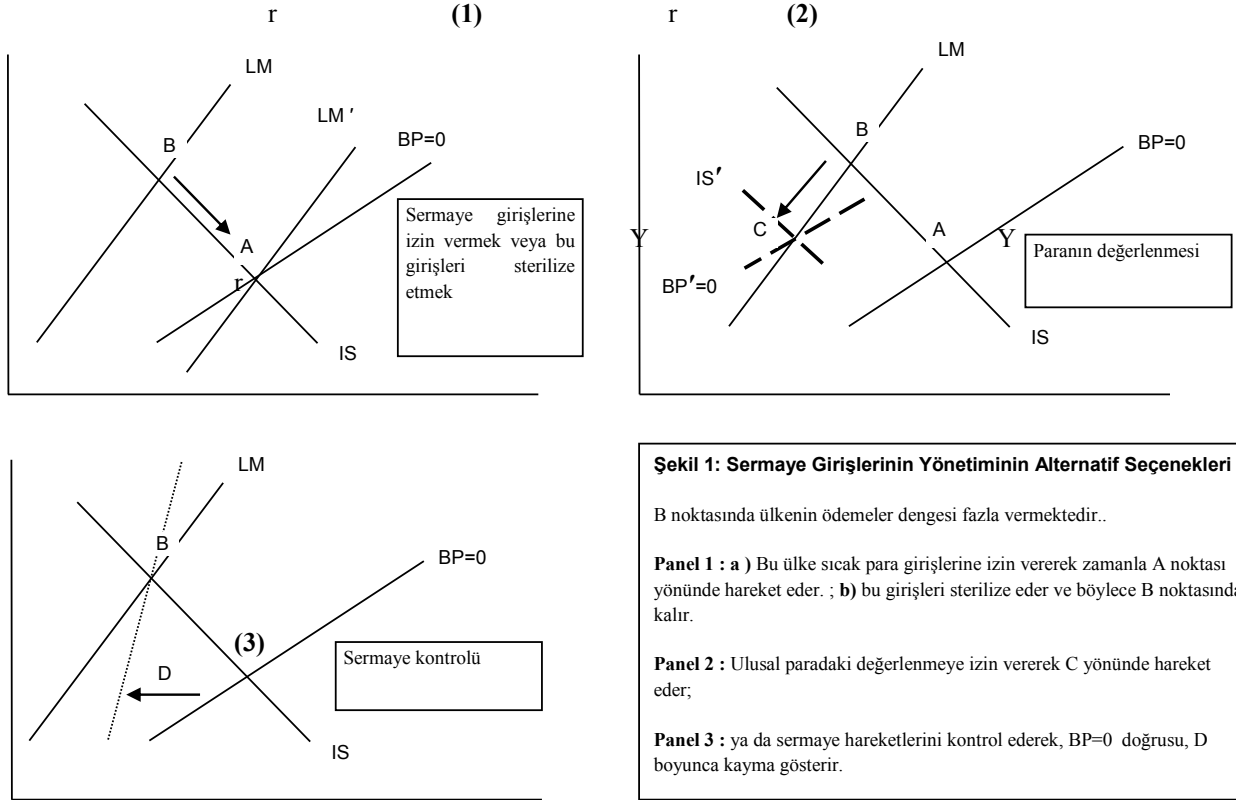 r (1)
LM
LM ′
BP=0
B
A
r
IS
Sermaye girişlerine
izin vermek veya bu
girişleri sterilize
etmek
r (2)
LM
B
BP=0
IS′
C
Y
A
Y
BP′=0
IS
Paranın değerlenmesi
LM
B
BP=0
(3)
D
IS
Sermaye kontrolü
Şekil 1: Sermaye Girişlerinin Yönetiminin Alternatif Seçenekleri
B noktasında ülkenin ödemeler dengesi fazla vermektedir..
Panel 1 : a ) Bu ülke sıcak para girişlerine izin vererek zamanla A noktası
yönünde hareket eder. ; b) bu girişleri sterilize eder ve böylece B noktasında
kalır.
Panel 2 : Ulusal paradaki değerlenmeye izin vererek C yönünde hareket
eder;
Panel 3 : ya da sermaye hareketlerini kontrol ederek, BP=0 doğrusu, D
boyunca kayma gösterir.